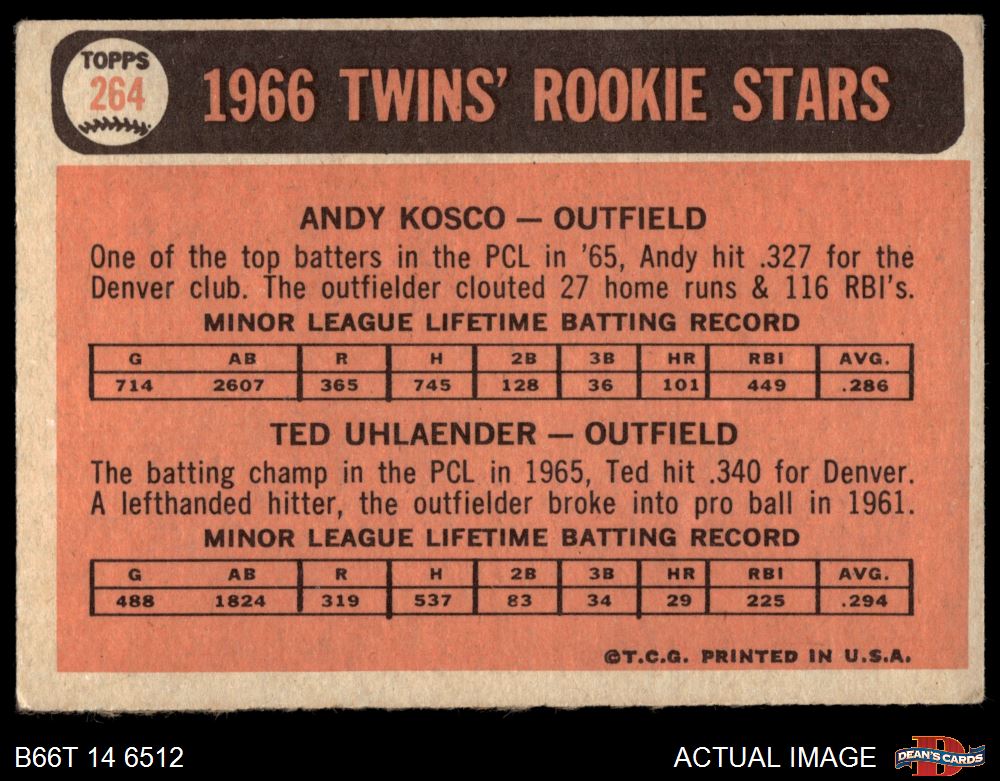 TOPPS
264
1966 TWINS' ROOKIE STARS
ANDY KOSCO — OUTFIELD
One of the top batters in the PCL in '65, Andy hit .327 for the
Denver club. The outfielder clouted 27 home runs & 116 RBI's.
MINOR LEAGUE LIFETIME BATTING RECORD
G AB R H 2B 3B HR RBI AVG.
714 2607 365 745 128 36 101 449 .286
TED UHLAENDER — OUTFIELD
The batting champ in the PCL in 1965, Ted hit .340 for Denver.
A lefthanded hitter, the outfielder broke into pro ball in 1961.
MINOR LEAGUE LIFETIME BATTING RECORD
G AB R H 2B 3B HR RBI AVG.
488 1824 319 537 83 34 29 225 .294
©T.C.G. PRINTED IN U.S.A.
B66T 14 6512
ACTUAL IMAGE
D
DEAN'S CARDS